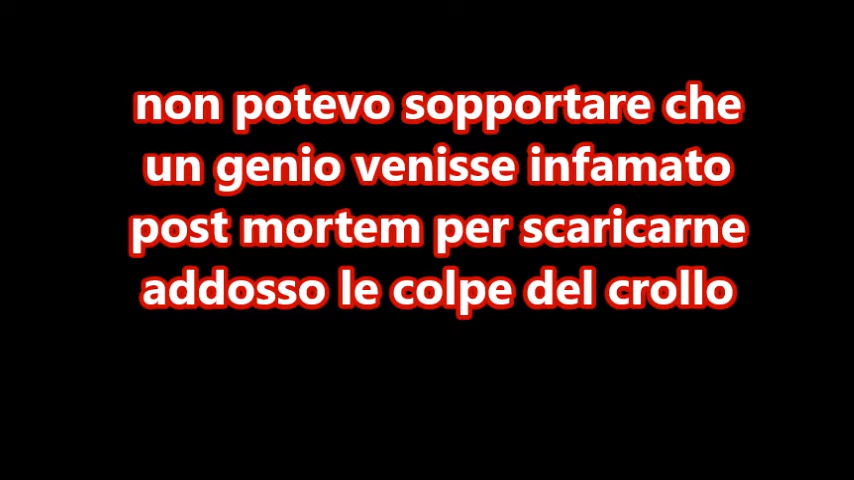 non potevo sopportare che
un genio venisse infamato
post mortem per scaricarne
addosso le colpe del crollo